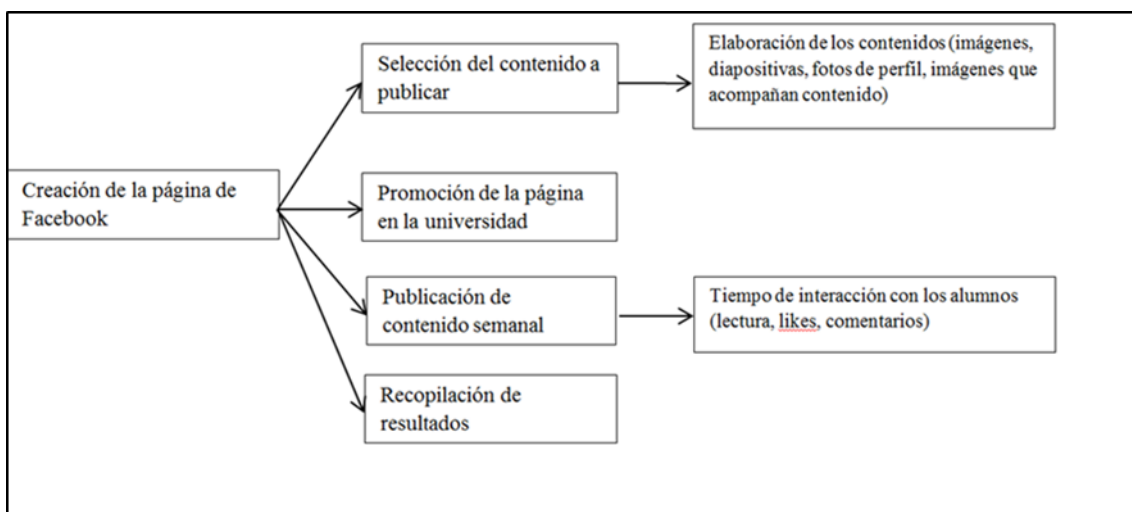 Creación de la página de
Facebook
Selección del contenido a
publicar
Elaboración de los contenidos (imágenes,
diapositivas, fotos de perfil, imágenes que
acompañan contenido)
Promoción de la página
en la universidad
Publicación de
contenido semanal
Tiempo de interacción con los alumnos
(lectura, likes, comentarios)
Recopilación de
resultados